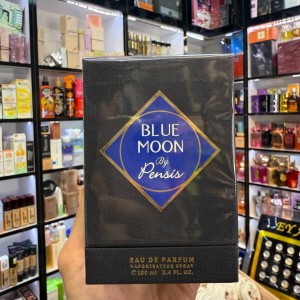 BLUE
MOON
By
Pensis
EAU DE PARFUM
VAPORISATEUR SPRAY
℮100 ml 3.4 FL. OZ.